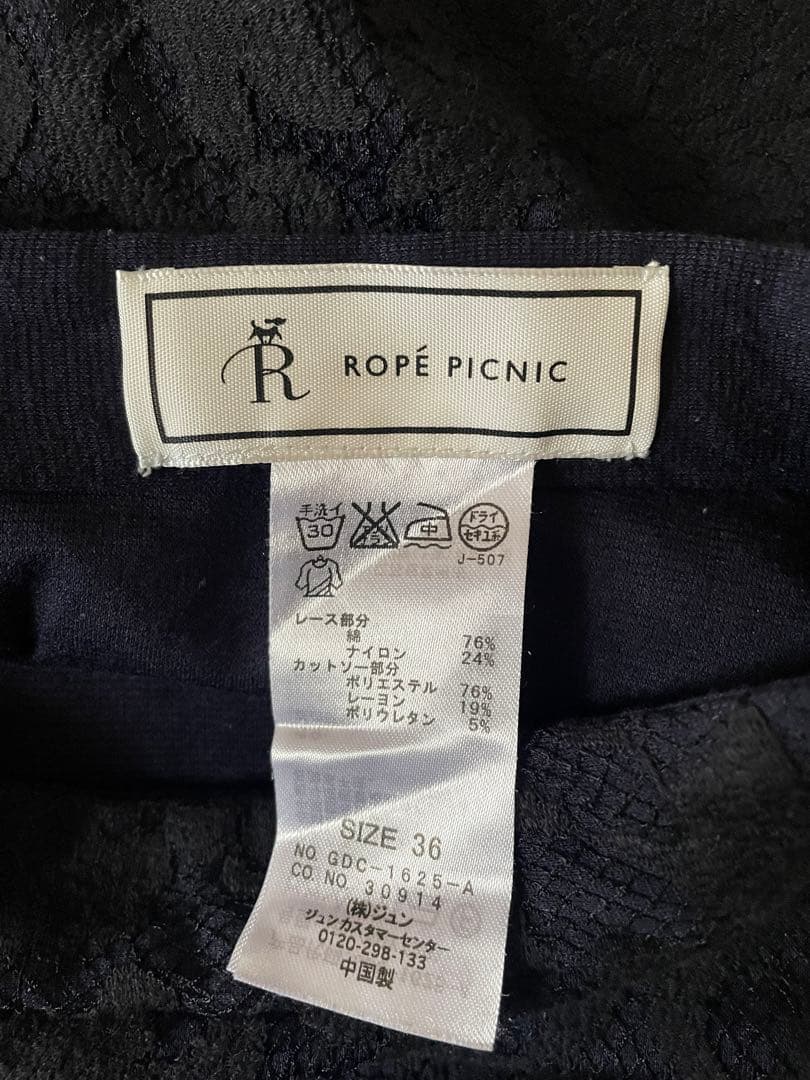 R ROPÉ PICNIC
手洗イ
30 中 ドライ
セキユ系
J-507
レース部分
綿 76%
ナイロン 24%
カットソー部分
ポリエステル 76%
レーヨン 19%
ポリウレタン 5%
SIZE 36
NO GDC-1625-A
CO.NO 30914
(株)ジュン
ジュンカスタマーセンター
0120-298-133
中国製